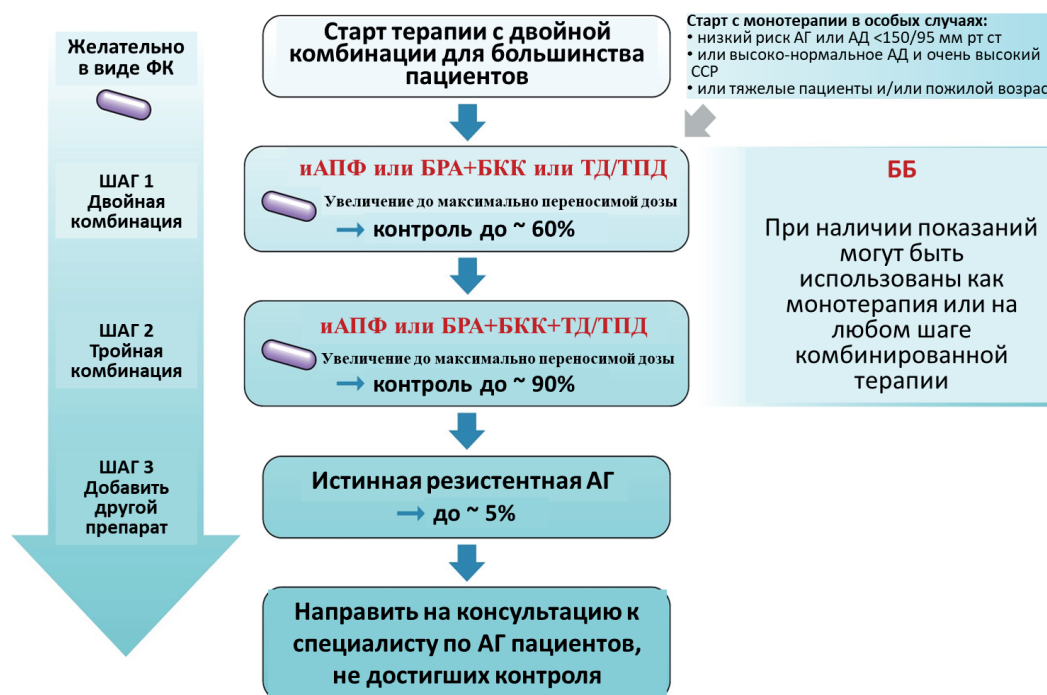 Желательно
в виде ФК
Старт терапии с двойной
комбинации для большинства
пациентов
Старт с монотерапии в особых случаях:
• низкий риск АГ или АД <150/95 мм рт ст
• или высоко-нормальное АД и очень высокий
ССР
• или тяжелые пациенты и/или пожилой возрас
ШАГ 1
Двойная
комбинация
иАПФ или БРА+БКК или ТД/ТПД
Увеличение до максимально переносимой дозы
→ контроль до ~ 60%
ББ
При наличии показаний
могут быть
использованы как
монотерапия или на
любом шаге
комбинированной
терапии
ШАГ 2
Тройная
комбинация
иАПФ или БРА+БКК+ТД/ТПД
Увеличение до максимально переносимой дозы
→ контроль до ~ 90%
ШАГ 3
Добавить
другой
препарат
Истинная резистентная АГ
→ до ~ 5%
Направить на консультацию к
специалисту по АГ пациентов,
не достигших контроля